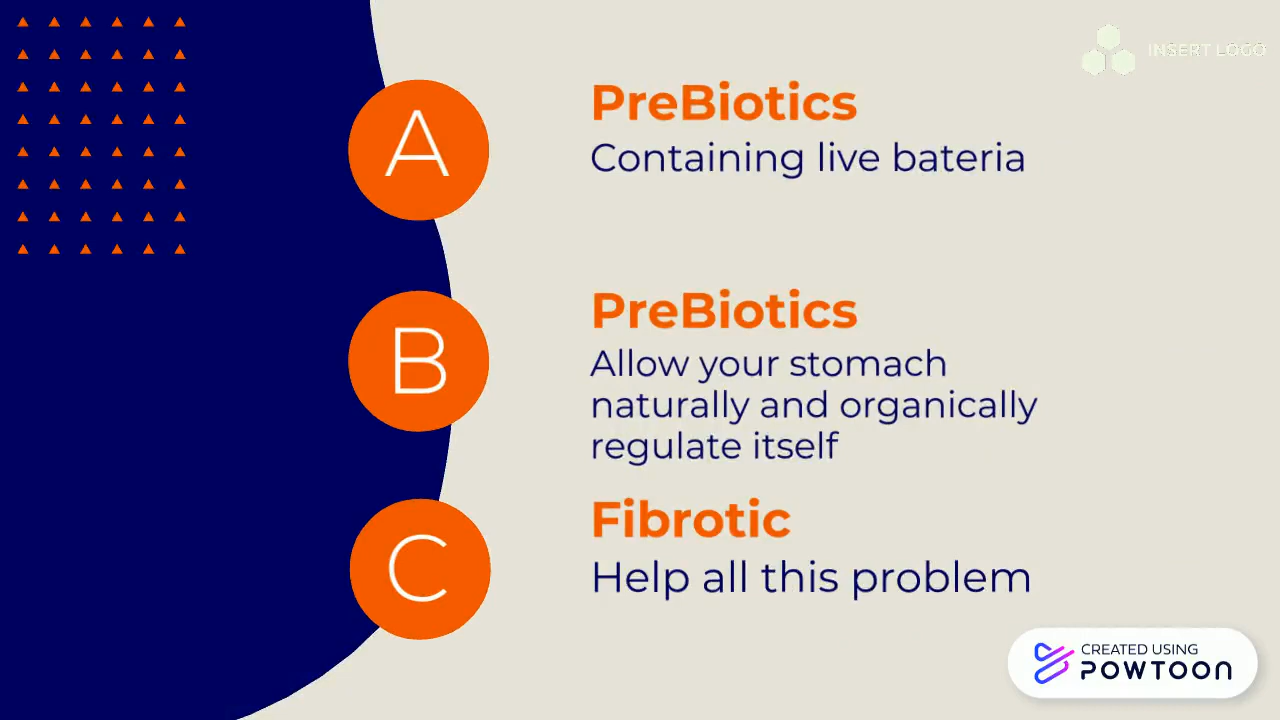 INSERT LOGO
A
PreBiotics
Containing live bateria
B
PreBiotics
Allow your stomach
naturally and organically
regulate itself
C
Fibrotic
Help all this problem
CREATED USING
POWTOON